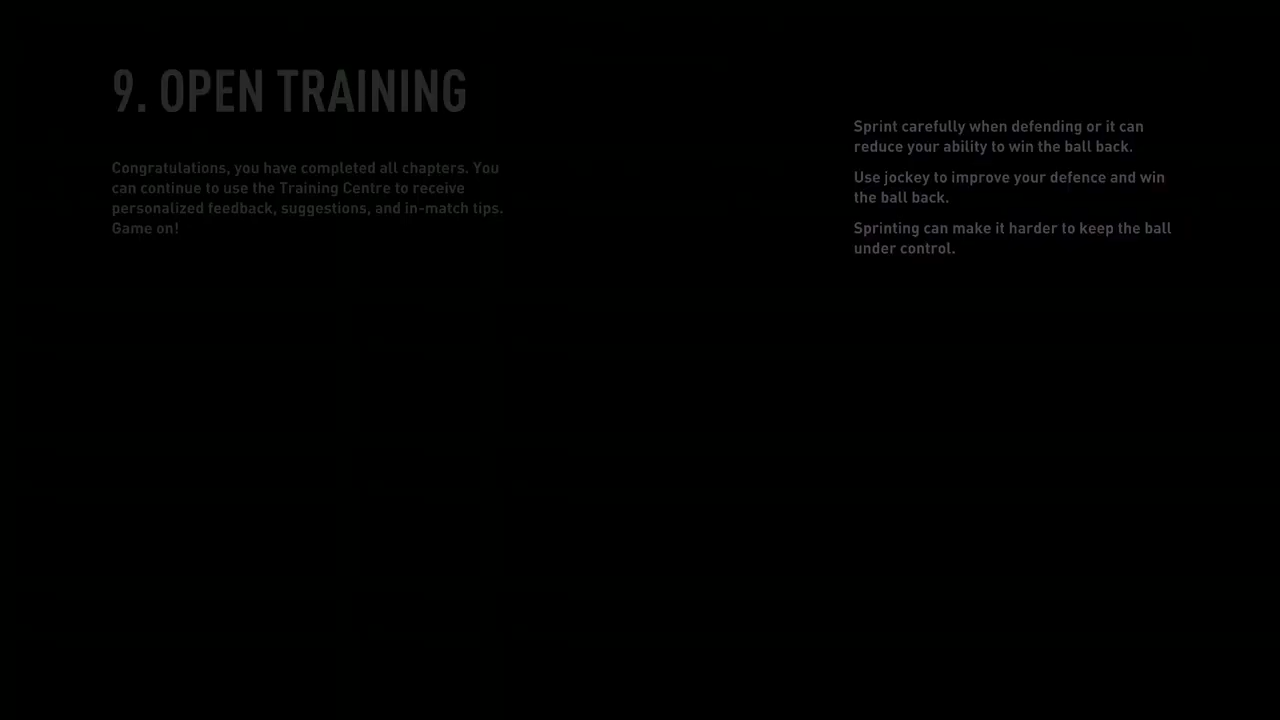 9. OPEN TRAINING
Congratulations, you have completed all chapters. You
can continue to use the Training Centre to receive
personalized feedback, suggestions, and in-match tips.
Game on!
Sprint carefully when defending or it can
reduce your ability to win the ball back.
Use jockey to improve your defence and win
the ball back.
Sprinting can make it harder to keep the ball
under control.